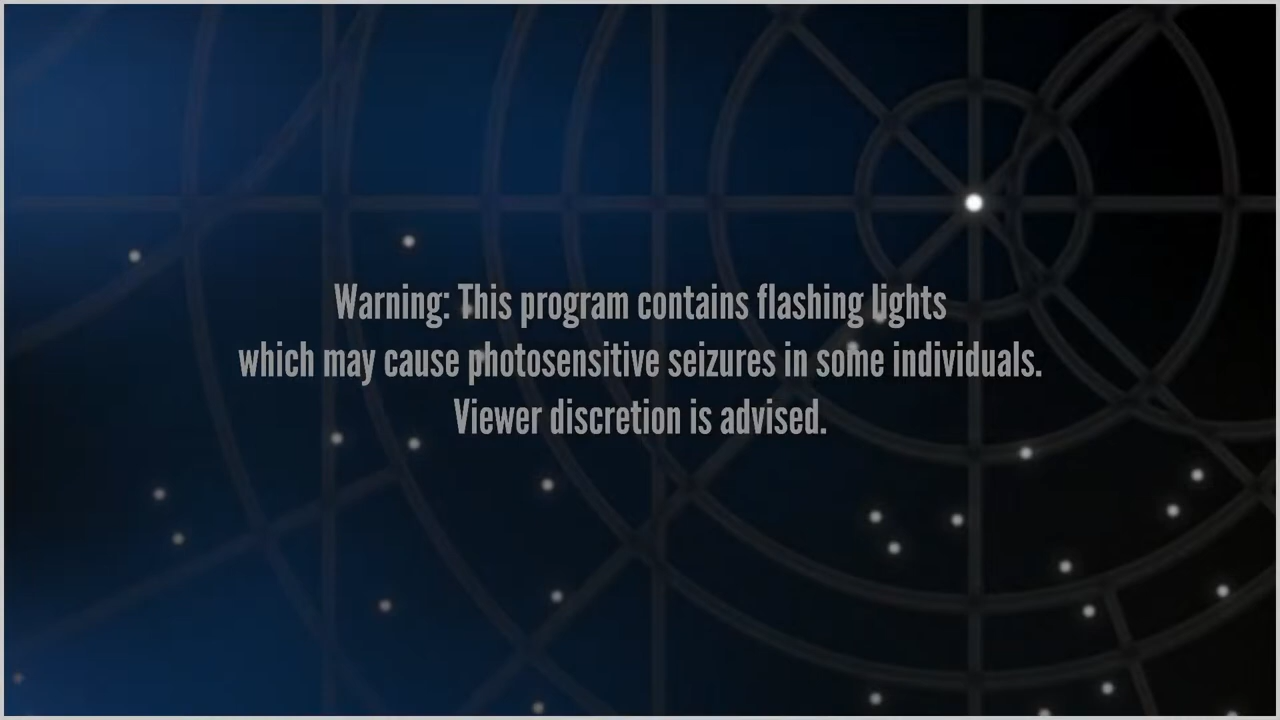 Warning: This program contains flashing lights
which may cause photosensitive seizures in some individuals.
Viewer discretion is advised.